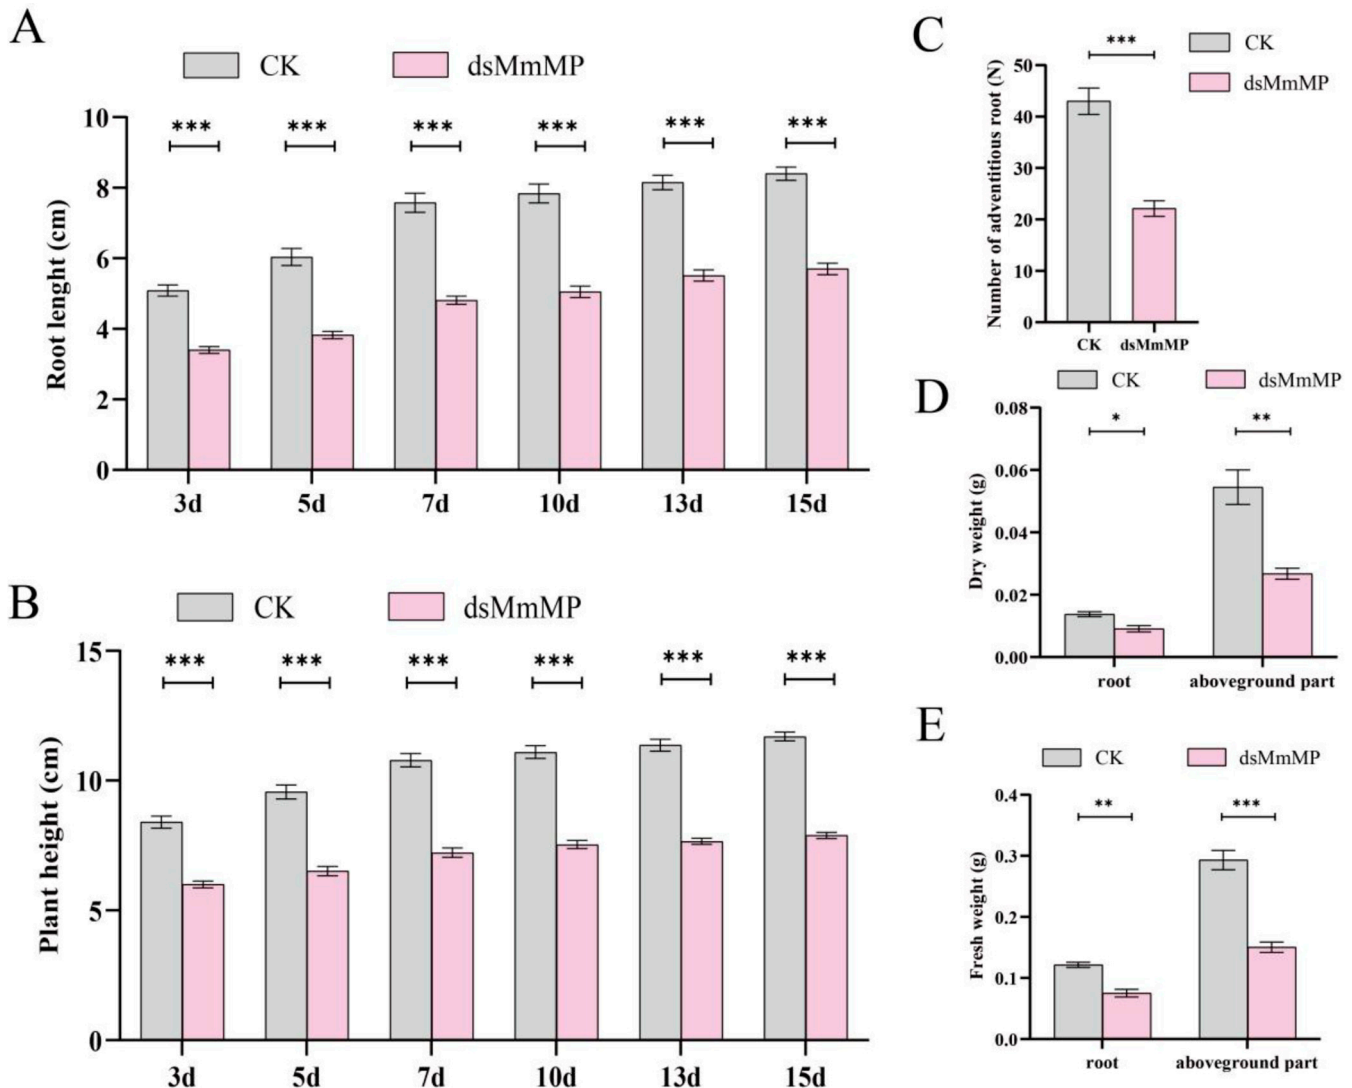 A
CK
dsMmMP
Root lenght (cm)
10
8
6
4
2
0
***
***
***
***
***
***
3d
5d
7d
10d
13d
15d
B
CK
dsMmMP
Plant height (cm)
15
10
5
0
***
***
***
***
***
***
3d
5d
7d
10d
13d
15d
C
CK
dsMmMP
Number of adventitious root (N)
50
40
30
20
10
0
***
CK
dsMmMP
D
CK
dsMmMP
Dry weight (g)
0.08
0.06
0.04
0.02
0.00
*
**
root
aboveground part
E
CK
dsMmMP
Fresh weight (g)
0.4
0.3
0.2
0.1
0.0
**
***
root
aboveground part